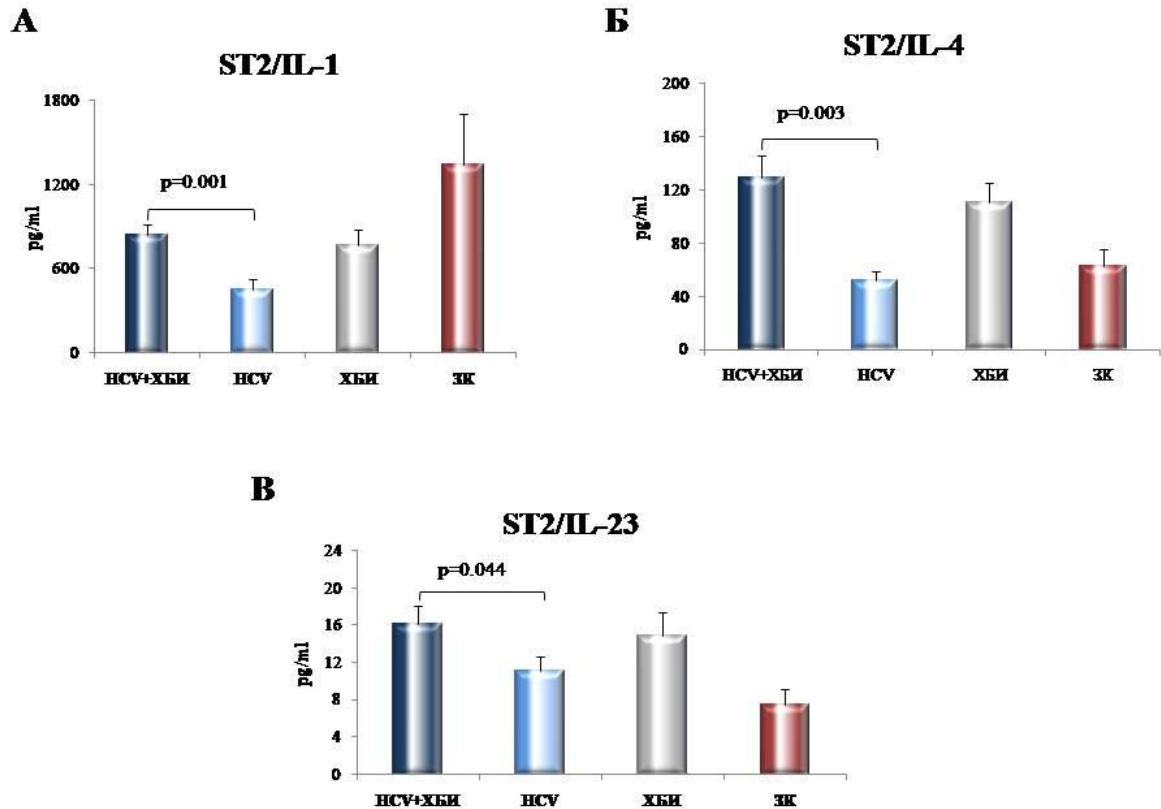 А
ST2/IL-1
1800
1200
600
0
pg/ml
p=0.001
HCV+ХБИ HCV ХБИ ЗК
Б
ST2/IL-4
200
160
120
80
40
0
pg/ml
p=0.003
HCV+ХБИ HCV ХБИ ЗК
В
ST2/IL-23
24
20
16
12
8
4
0
pg/ml
p=0.044
HCV+ХБИ HCV ХБИ ЗК